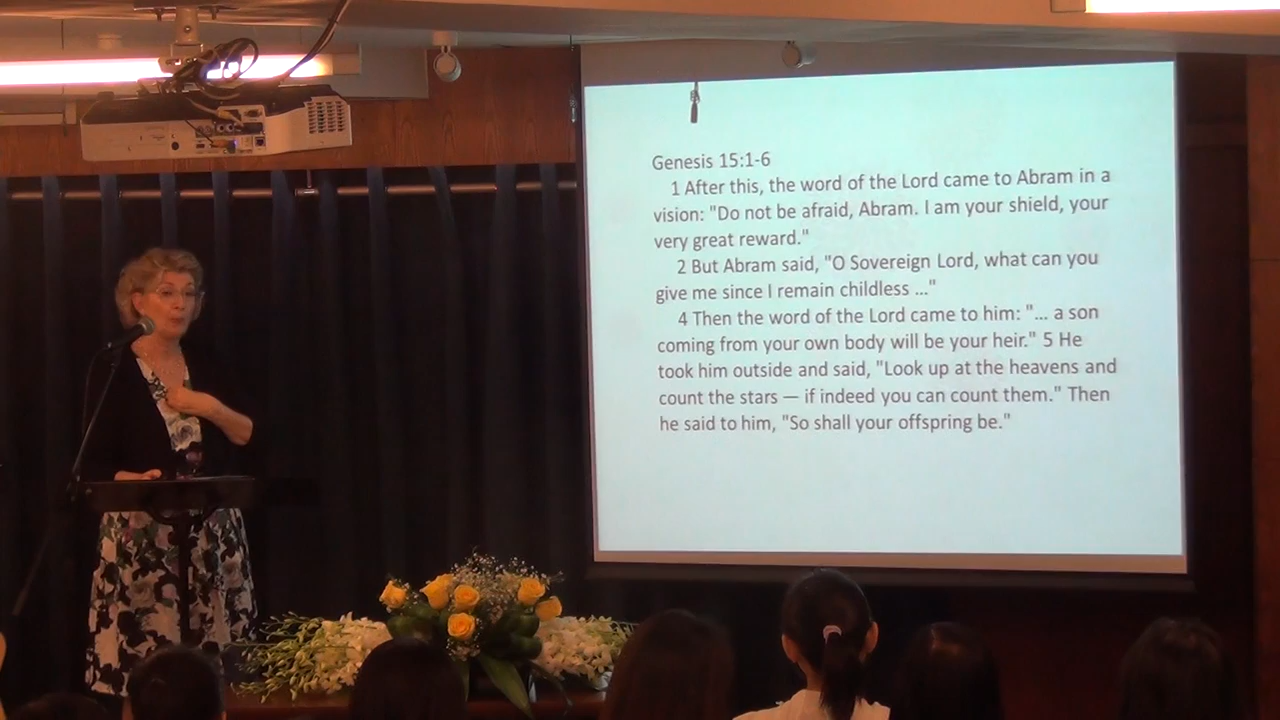 Genesis 15:1-6
1 After this, the word of the Lord came to Abram in a
vision: "Do not be afraid, Abram. I am your shield, your
very great reward."
2 But Abram said, "O Sovereign Lord, what can you
give me since I remain childless ..."
4 Then the word of the Lord came to him: "... a son
coming from your own body will be your heir." 5 He
took him outside and said, "Look up at the heavens and
count the stars — if indeed you can count them." Then
he said to him, "So shall your offspring be."